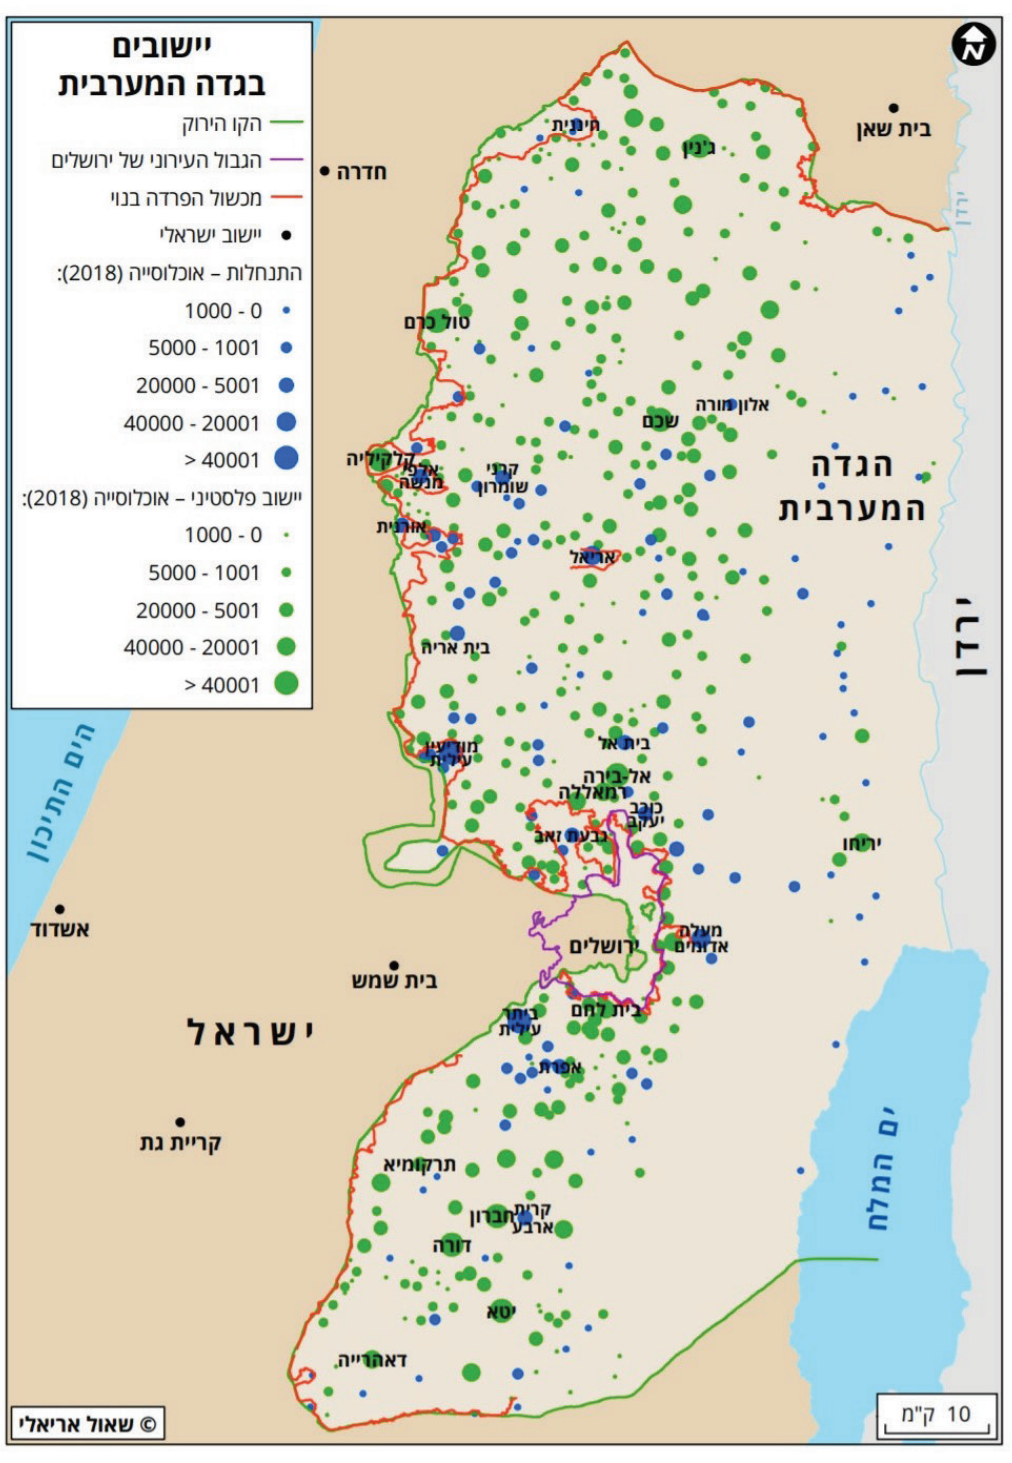 יישובים
בגדה המערבית
הקו הירוק
הגבול העירוני של ירושלים
מכשול הפרדה בנוי
יישוב ישראלי
התנחלות – אוכלוסייה (2018):
0 - 1000
1001 - 5000
5001 - 20000
20001 - 40000
> 40001
יישוב פלסטיני – אוכלוסייה (2018):
0 - 1000
1001 - 5000
5001 - 20000
20001 - 40000
> 40001
N
בית שאן
חיננית
ג'נין
חדרה
ירדן
טול כרם
אלון מורה
שכם
קלקיליה
אלפי
מנשה
קרני
שומרון
הגדה
המערבית
אורנית
אריאל
ירדן
בית אריה
הים התיכון
מודיעין
עילית
בית אל
אל-בירה
רמאללה
כוכב
יעקב
גבעת זאב
יריחו
אשדוד
מעלה
אדומים
ירושלים
בית שמש
בית לחם
ביתר
עילית
ישראל
אפרת
קריית גת
תרקומיא
ים המלח
קרית
ארבע
חברון
דורה
יטא
דאהרייה
10 ק"מ
© שאול אריאלי